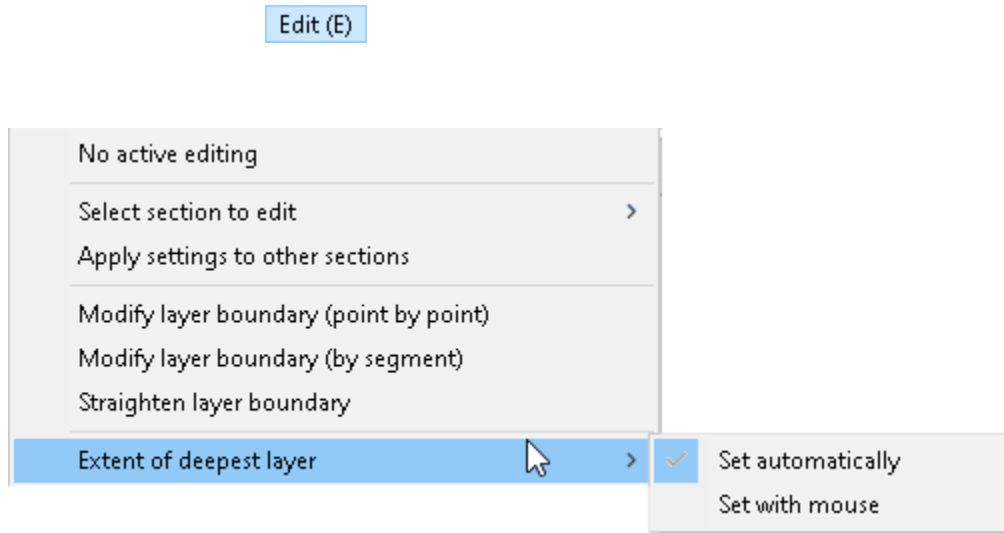 Edit (E)
No active editing
Select section to edit
Apply settings to other sections
Modify layer boundary (point by point)
Modify layer boundary (by segment)
Straighten layer boundary
Extent of deepest layer
Set automatically
Set with mouse